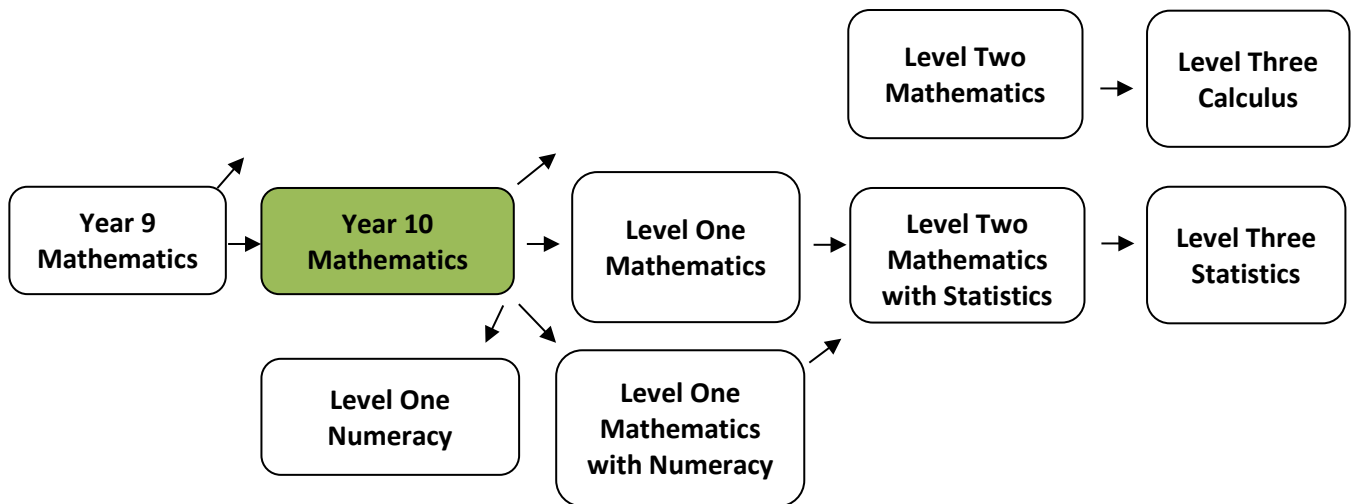 Level Two
Mathematics
Level Three
Calculus
Year 9
Mathematics
Year 10
Mathematics
Level One
Mathematics
Level Two
Mathematics
with Statistics
Level Three
Statistics
Level One
Numeracy
Level One
Mathematics
with Numeracy